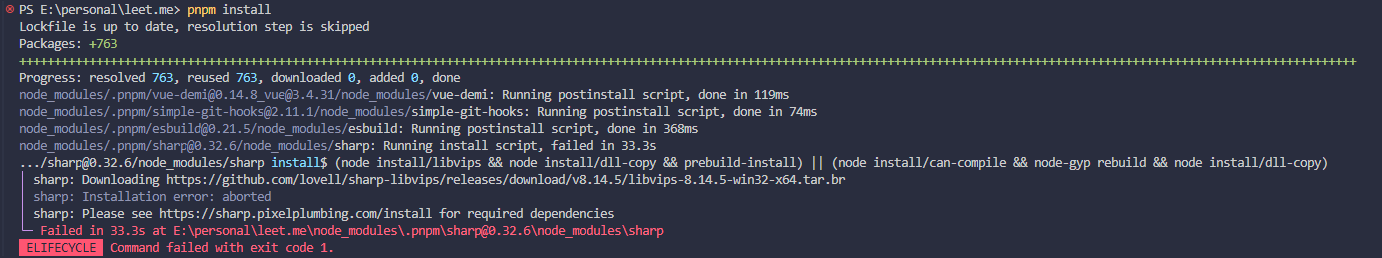 PS E:\personal\leet.me> pnpm install
Lockfile is up to date, resolution step is skipped
Packages: +763
++++++++++++++++++++++++++++++++++++++++++++++++++++++++++++++++++++++++++++++++++++++++++++++++++++++++++++++++++++++++++++++++++++++++++++++++++++++++++++++++++++++++++++++++++++++++++++++
Progress: resolved 763, reused 763, downloaded 0, added 0, done
node_modules/.pnpm/vue-demi@0.14.8_vue@3.4.31/node_modules/vue-demi: Running postinstall script, done in 119ms
node_modules/.pnpm/simple-git-hooks@2.11.1/node_modules/simple-git-hooks: Running postinstall script, done in 74ms
node_modules/.pnpm/esbuild@0.21.5/node_modules/esbuild: Running postinstall script, done in 368ms
node_modules/.pnpm/sharp@0.32.6/node_modules/sharp: Running install script, failed in 33.3s
.../sharp@0.32.6/node_modules/sharp install$ (node install/libvips && node install/dll-copy && prebuild-install) || (node install/can-compile && node-gyp rebuild && node install/dll-copy)
sharp: Downloading https://github.com/lovell/sharp-libvips/releases/download/v8.14.5/libvips-8.14.5-win32-x64.tar.br
sharp: Installation error: aborted
sharp: Please see https://sharp.pixelplumbing.com/install for required dependencies
Failed in 33.3s at E:\personal\leet.me\node_modules\.pnpm\sharp@0.32.6\node_modules\sharp
ELIFECYCLE Command failed with exit code 1.